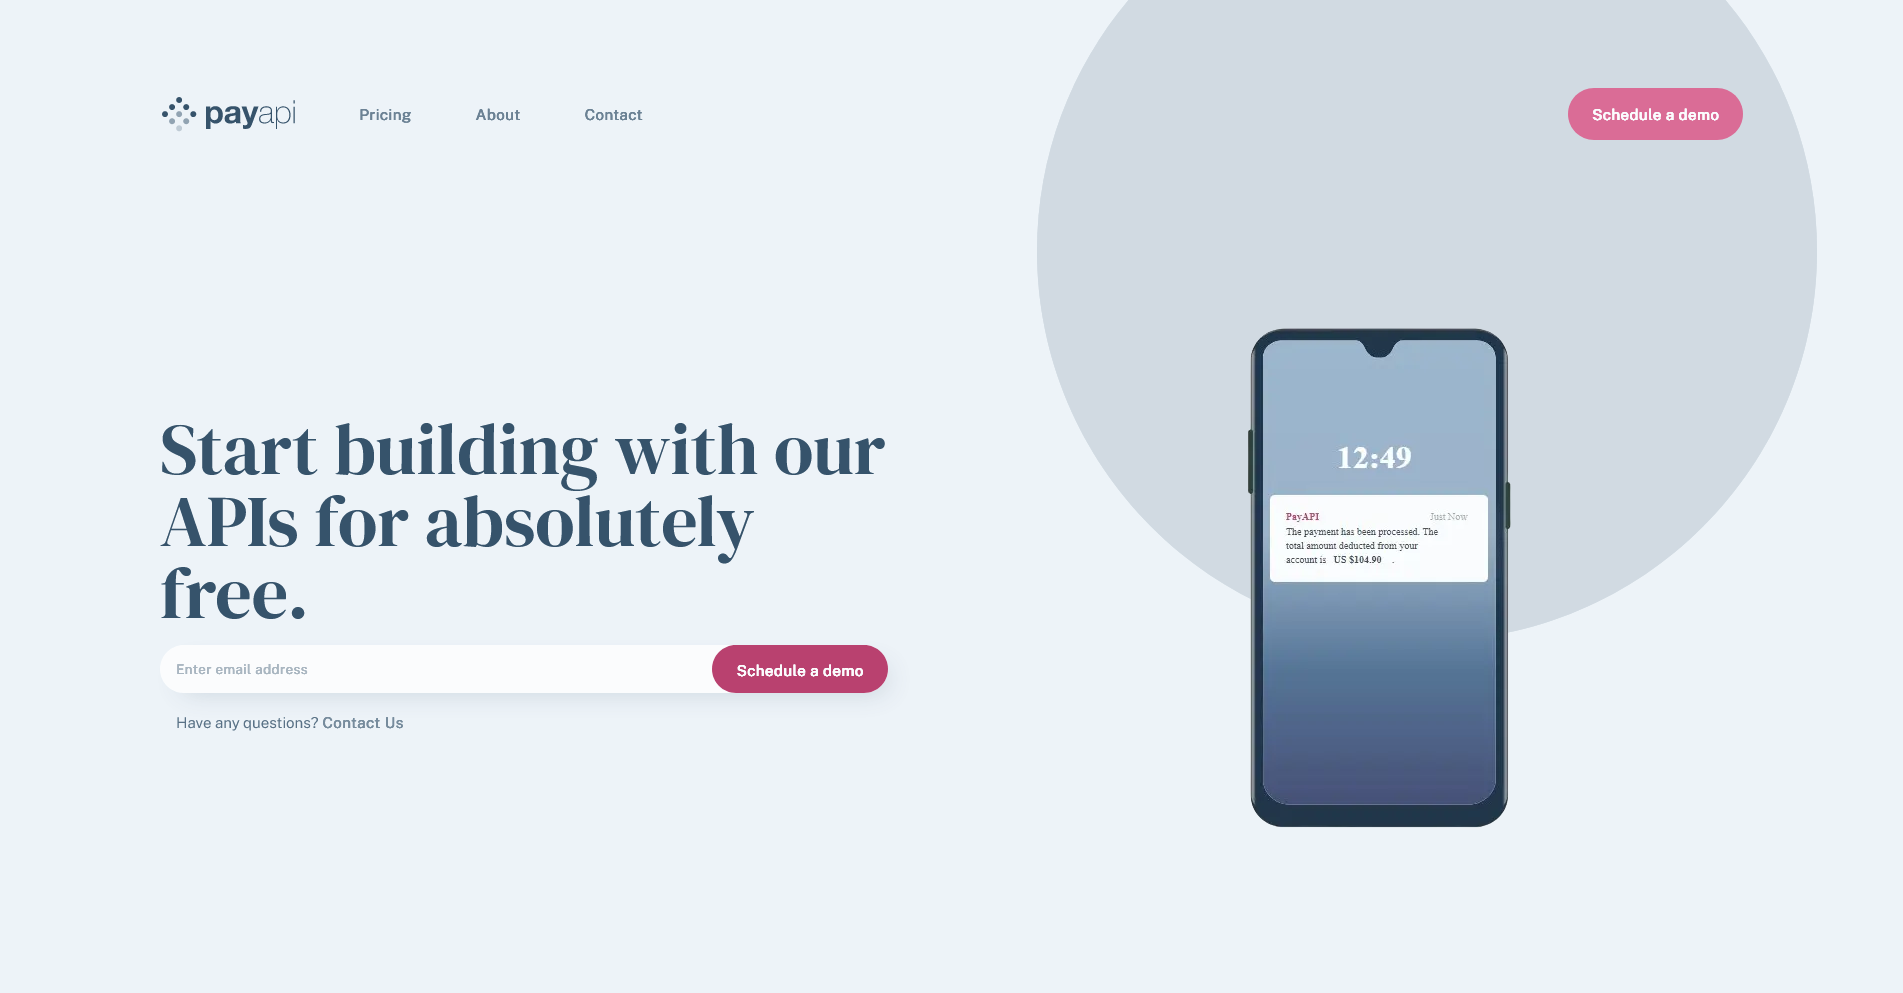 payapi
Pricing
About
Contact
Schedule a demo
Start building with our
APIs for absolutely
free.
Enter email address
Schedule a demo
Have any questions? Contact Us
12:49
PayAPI
Just Now
The payment has been processed. The
total amount deducted from your
account is US $104.90 .